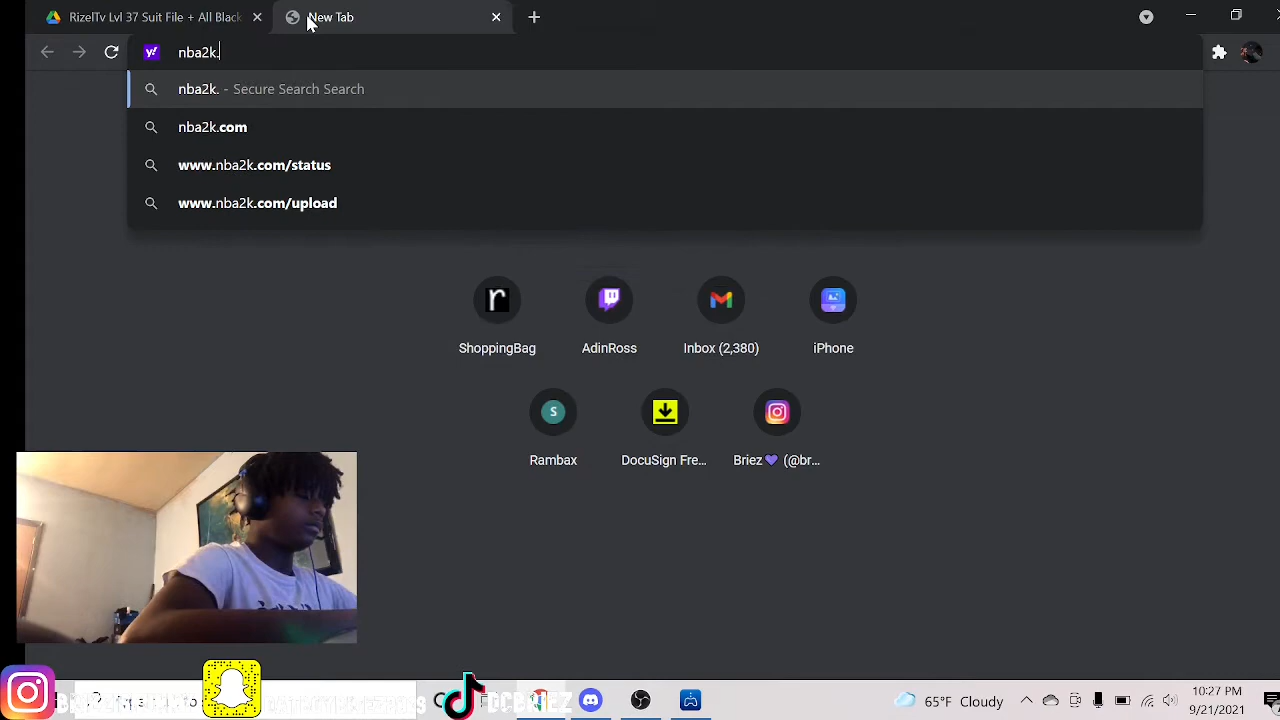 RizelTv Lvl 37 Suit File + All Black
New Tab
nba2k.
nba2k. - Secure Search Search
nba2k.com
www.nba2k.com/status
www.nba2k.com/upload
ShoppingBag
AdinRoss
Inbox (2,380)
iPhone
S
Rambax
DocuSign Fre...
Briez💜 (@br...
65°F Cloudy
10:27 PM
9/21/2021